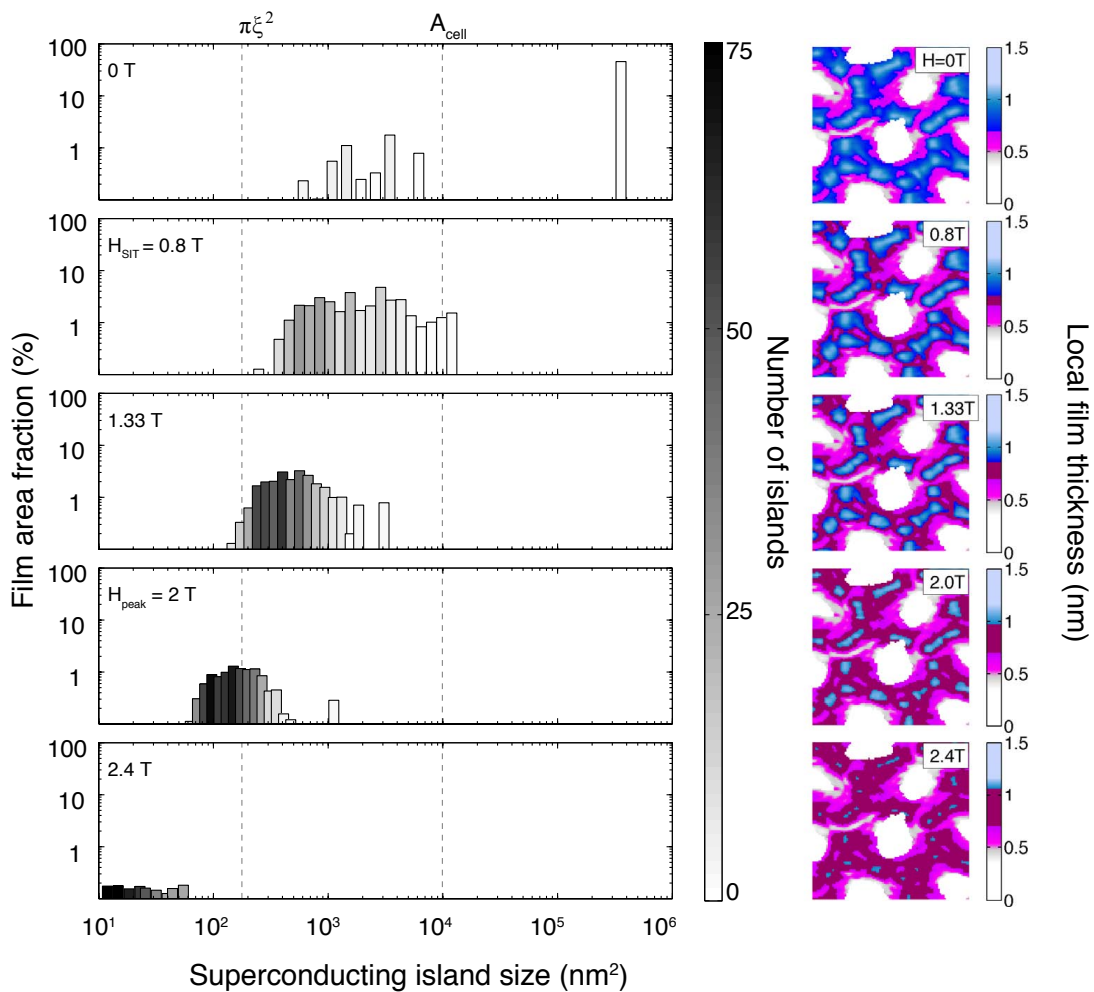 πξ² A_cell
Film area fraction (%)
100
10
1
0 T
100
10
1
H_SIT = 0.8 T
100
10
1
1.33 T
100
10
1
H_peak = 2 T
100
10
1
2.4 T
10¹ 10² 10³ 10⁴ 10⁵ 10⁶
Superconducting island size (nm²)
75
50
25
0
Number of islands
H=0T
1.5
1
0.5
0
0.8T
1.5
1
0.5
0
1.33T
1.5
1
0.5
0
2.0T
1.5
1
0.5
0
2.4T
1.5
1
0.5
0
Local film thickness (nm)